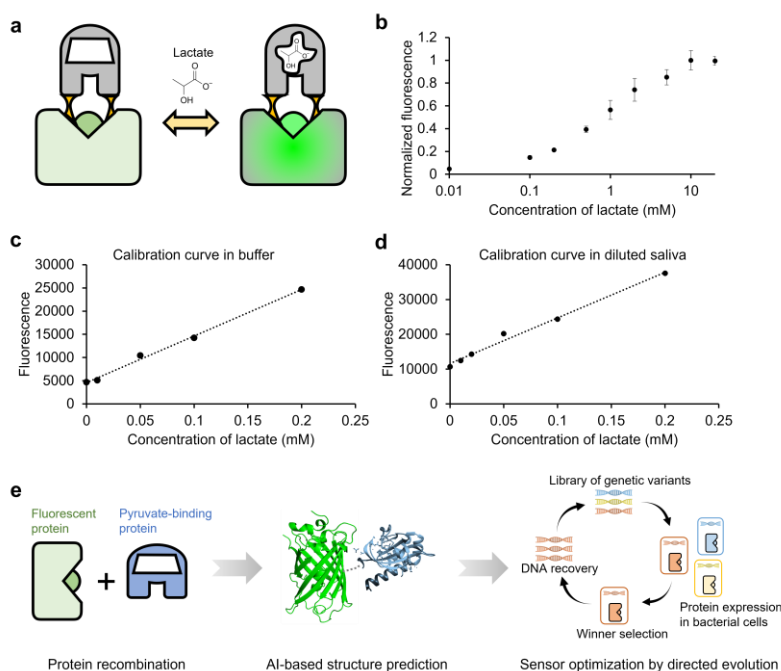 a
Lactate
O
O⁻
OH
O
O⁻
OH
b
Normalized fluorescence
1.2
1
0.8
0.6
0.4
0.2
0
0.01
0.1
1
10
Concentration of lactate (mM)
c
Calibration curve in buffer
Fluorescence
30000
25000
20000
15000
10000
5000
0
0
0.05
0.1
0.15
0.2
0.25
Concentration of lactate (mM)
d
Calibration curve in diluted saliva
Fluorescence
40000
30000
20000
10000
0
0
0.05
0.1
0.15
0.2
0.25
Concentration of lactate (mM)
e
Fluorescent
protein
Pyruvate-binding
protein
+
Protein recombination
AI-based structure prediction
Library of genetic variants
DNA recovery
Winner selection
Protein expression
in bacterial cells
Sensor optimization by directed evolution